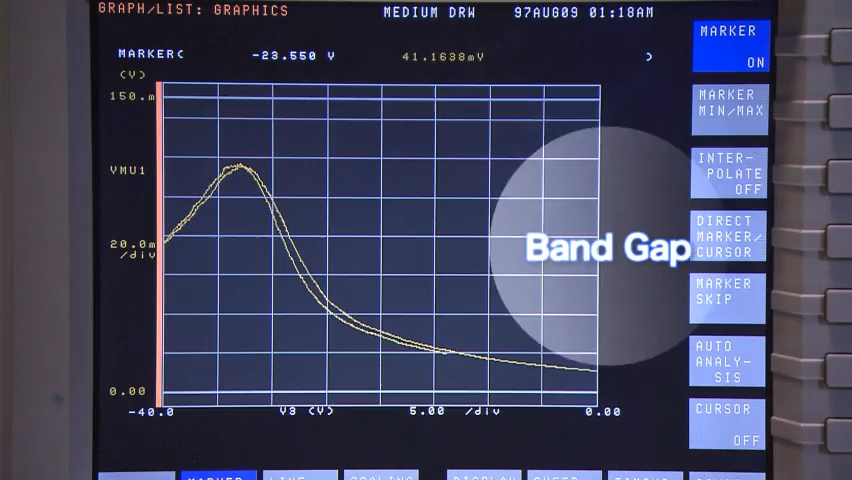 GRAPH/LIST: GRAPHICS
MEDIUM DRW
97AUG09 01:18AM
MARKER(
-23.550 V
41.1638mV
)
(V)
150.m
VMU1
20.0m
/div
0.00
-40.0
V3 (V)
5.00
/div
0.00
MARKER
ON
MARKER
MIN/MAX
INTER-
POLATE
OFF
DIRECT
MARKER/
CURSOR
MARKER
SKIP
AUTO
ANALY-
SIS
CURSOR
OFF
Band Gap